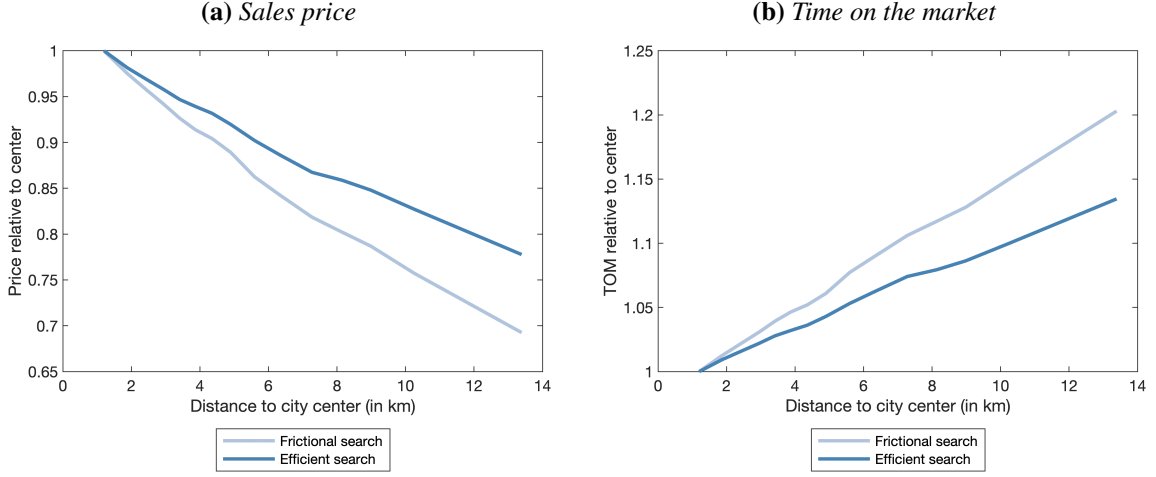 (a) Sales price
Price relative to center
1
0.95
0.9
0.85
0.8
0.75
0.7
0.65
0 2 4 6 8 10 12 14
Distance to city center (in km)
Frictional search
Efficient search
(b) Time on the market
TOM relative to center
1.25
1.2
1.15
1.1
1.05
1
0 2 4 6 8 10 12 14
Distance to city center (in km)
Frictional search
Efficient search